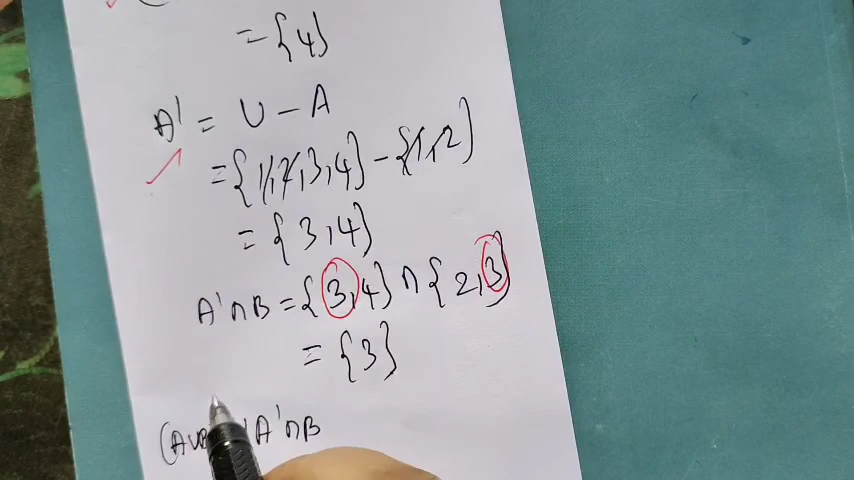 = {4}
A' = U - A
= {1,2,3,4} - {1,2}
= {3,4}
A'∩B = {3,4} ∩ {2,3}
= {3}
A'∩B